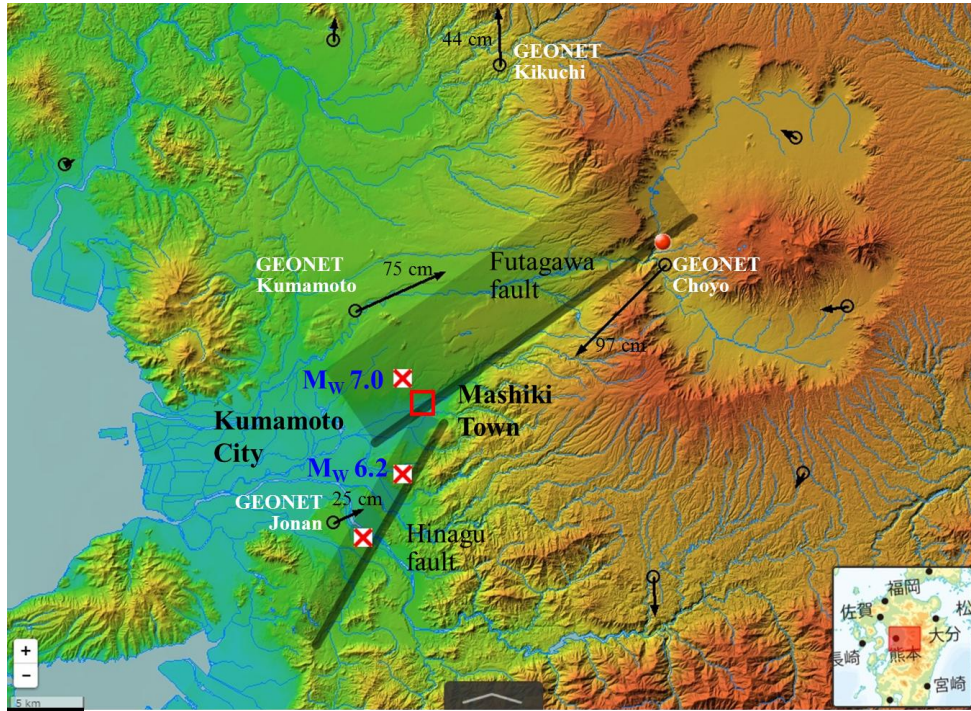 44 cm
GEONET
Kikuchi
GEONET
Kumamoto
75 cm
Futagawa
fault
GEONET
Choyo
97 cm
MW 7.0
Mashiki
Town
Kumamoto
City
MW 6.2
GEONET
Jonan
25 cm
Hinagu
fault
+
−
5 km
福岡
佐賀
松
大分
長崎
熊本
宮崎